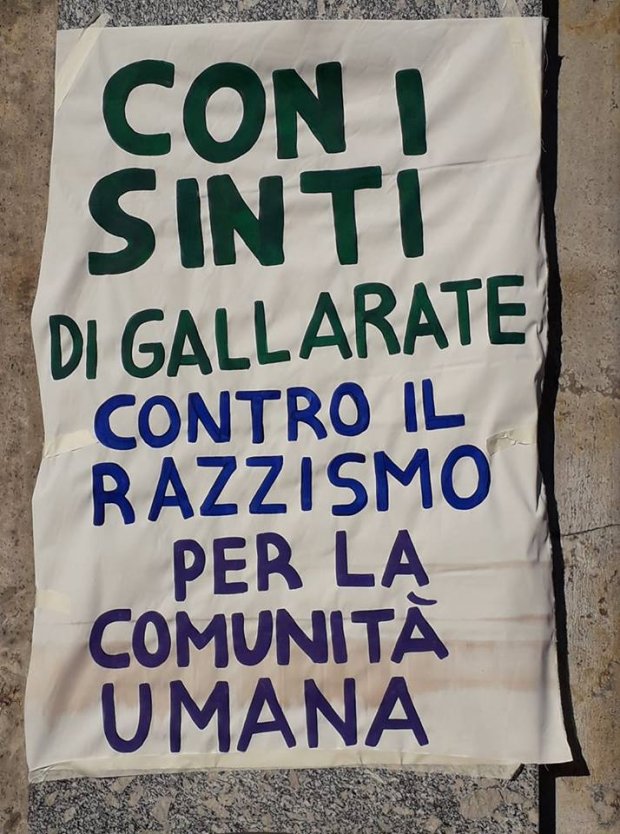 CON I
SINTI
DI GALLARATE
CONTRO IL
RAZZISMO
PER LA
COMUNITÀ
UMANA